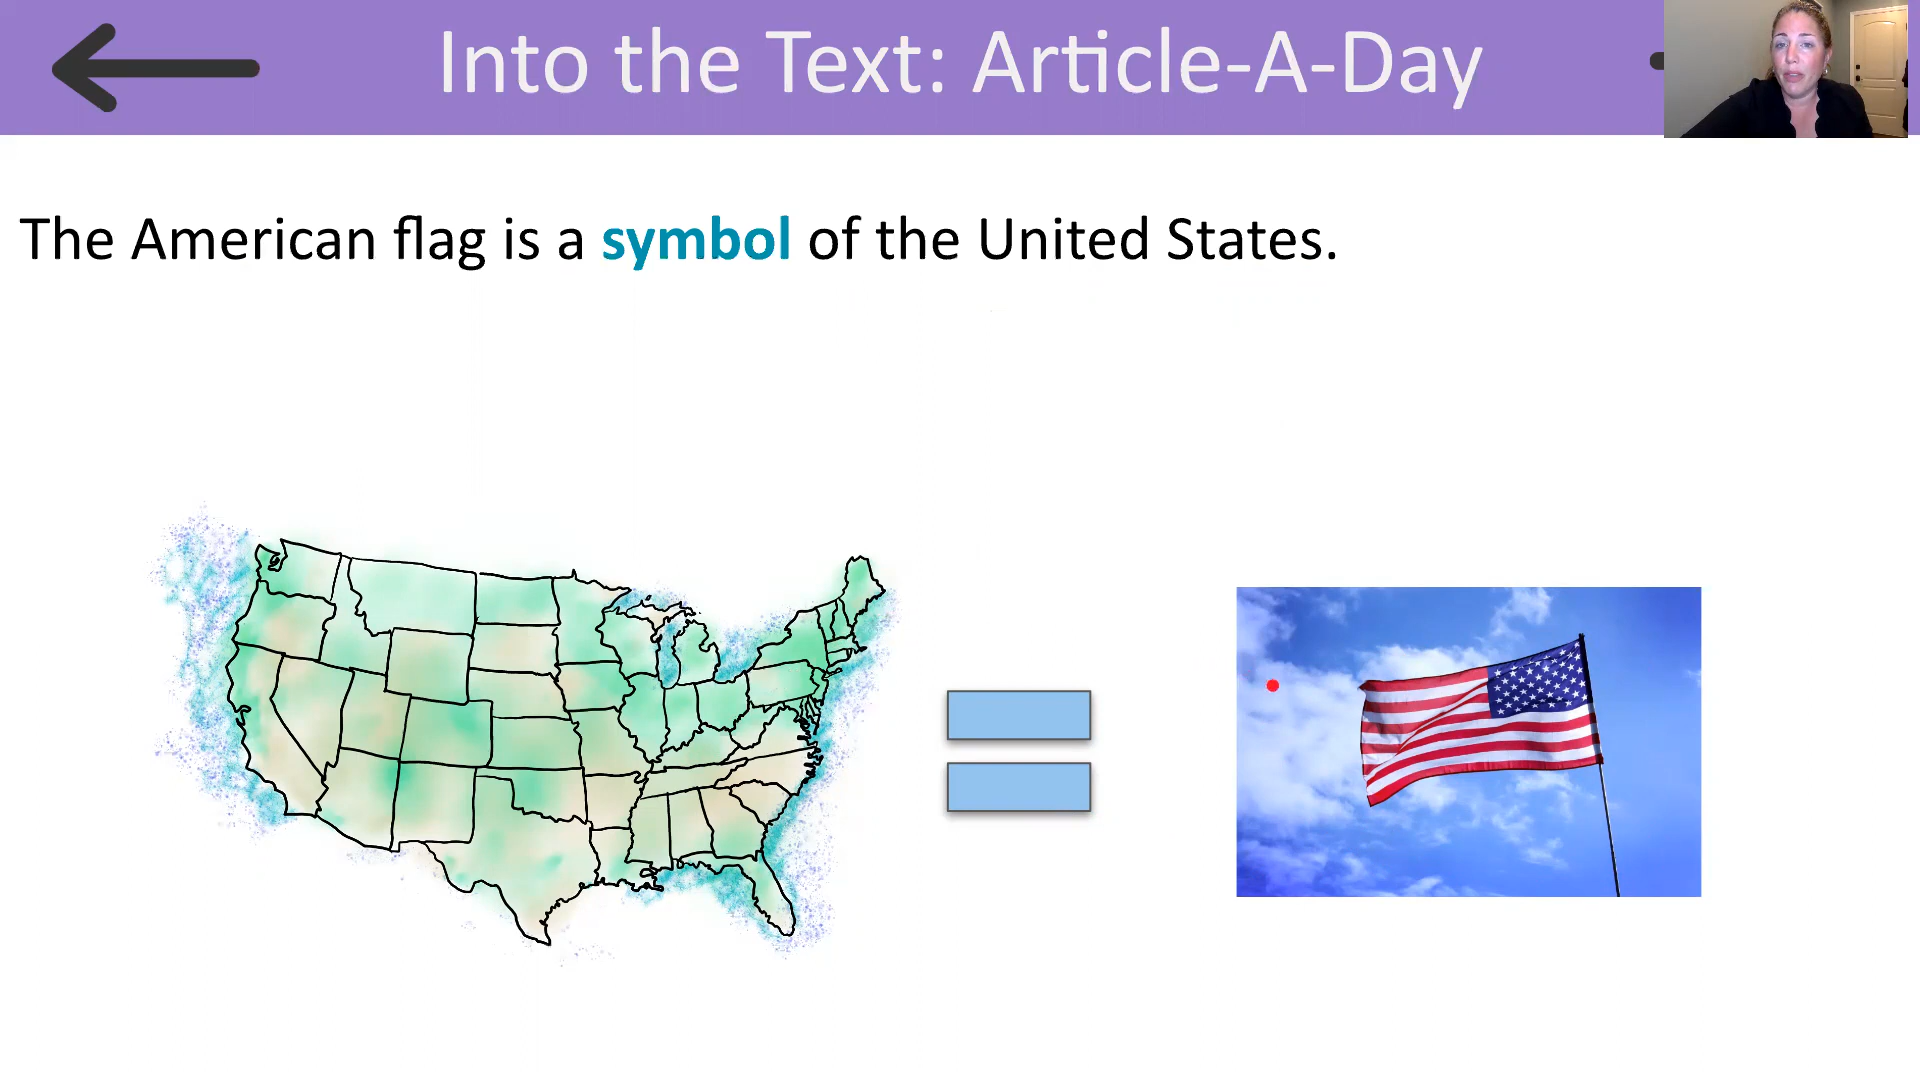 Into the Text: Article-A-Day
The American flag is a symbol of the United States.